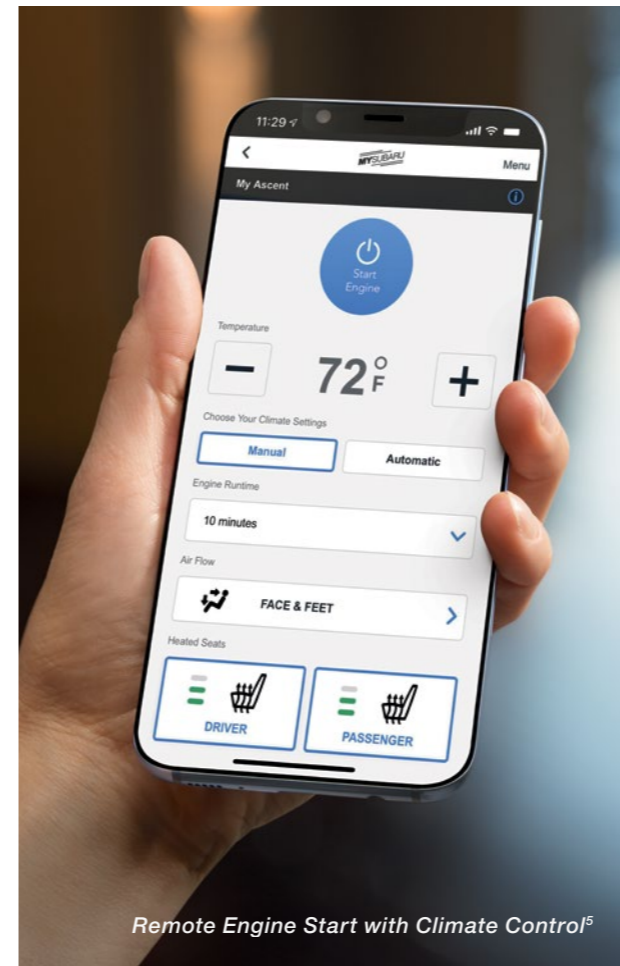 11:29
MYSUBARU
Menu
My Ascent
Start
Engine
Temperature
72°F
Choose Your Climate Settings
Manual
Automatic
Engine Runtime
10 minutes
Air Flow
FACE & FEET
Heated Seats
DRIVER
PASSENGER
Remote Engine Start with Climate Control⁵